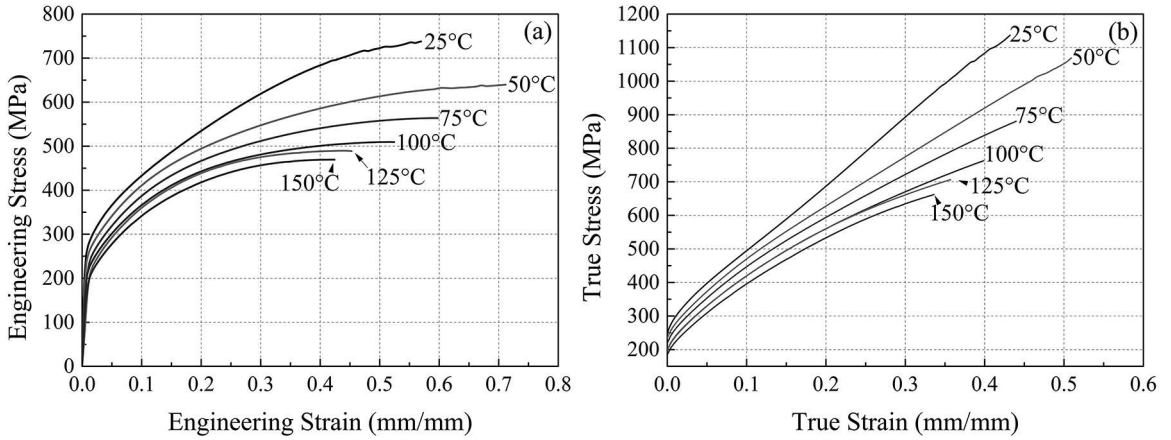 800
700
600
500
400
300
200
100
0
Engineering Stress (MPa)
(a)
25°C
50°C
75°C
100°C
125°C
150°C
0.0 0.1 0.2 0.3 0.4 0.5 0.6 0.7 0.8
Engineering Strain (mm/mm)
1200
1100
1000
900
800
700
600
500
400
300
200
True Stress (MPa)
(b)
25°C
50°C
75°C
100°C
125°C
150°C
0.0 0.1 0.2 0.3 0.4 0.5 0.6
True Strain (mm/mm)